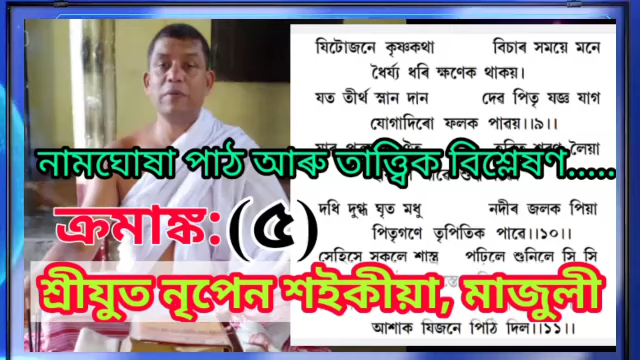 যিটোজনে কৃষ্ণকথা বিচাৰ সময়ে মনে
ধৈৰ্য্য ধৰি ক্ষণেক থাকয়।
যত তীৰ্থ স্নান দান দেৱ পিতৃ যজ্ঞ যাগ
যোগাদিৰো ফলক পাৱয়।।৯।।
নামঘোষা পাঠ আৰু তাত্ত্বিক বিশ্লেষণ.....
ক্ৰমাঙ্ক:(৫)
দধি দুগ্ধ ঘৃত মধু নদীৰ জলক পিয়া
পিতৃগণে তৃপিতিক পাৱে।।১০।।
সেহিসে সকলে শাস্ত্ৰ পঢ়িলে শুনিলে সি সি
শ্ৰীযুত নৃপেন শইকীয়া, মাজুলী
আশাক যিজনে পিঠি দিল।।১১।।